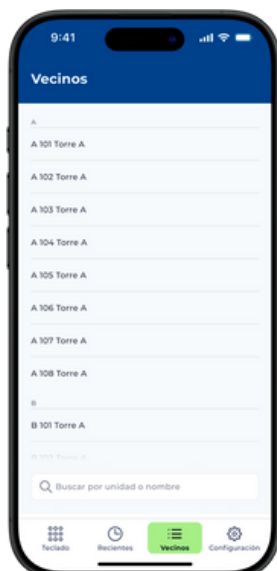 9:41
Vecinos
A
A 101 Torre A
A 102 Torre A
A 103 Torre A
A 104 Torre A
A 105 Torre A
A 106 Torre A
A 107 Torre A
A 108 Torre A
B
B 101 Torre A
Buscar por unidad o nombre
Teclado
Recientes
Vecinos
Configuración